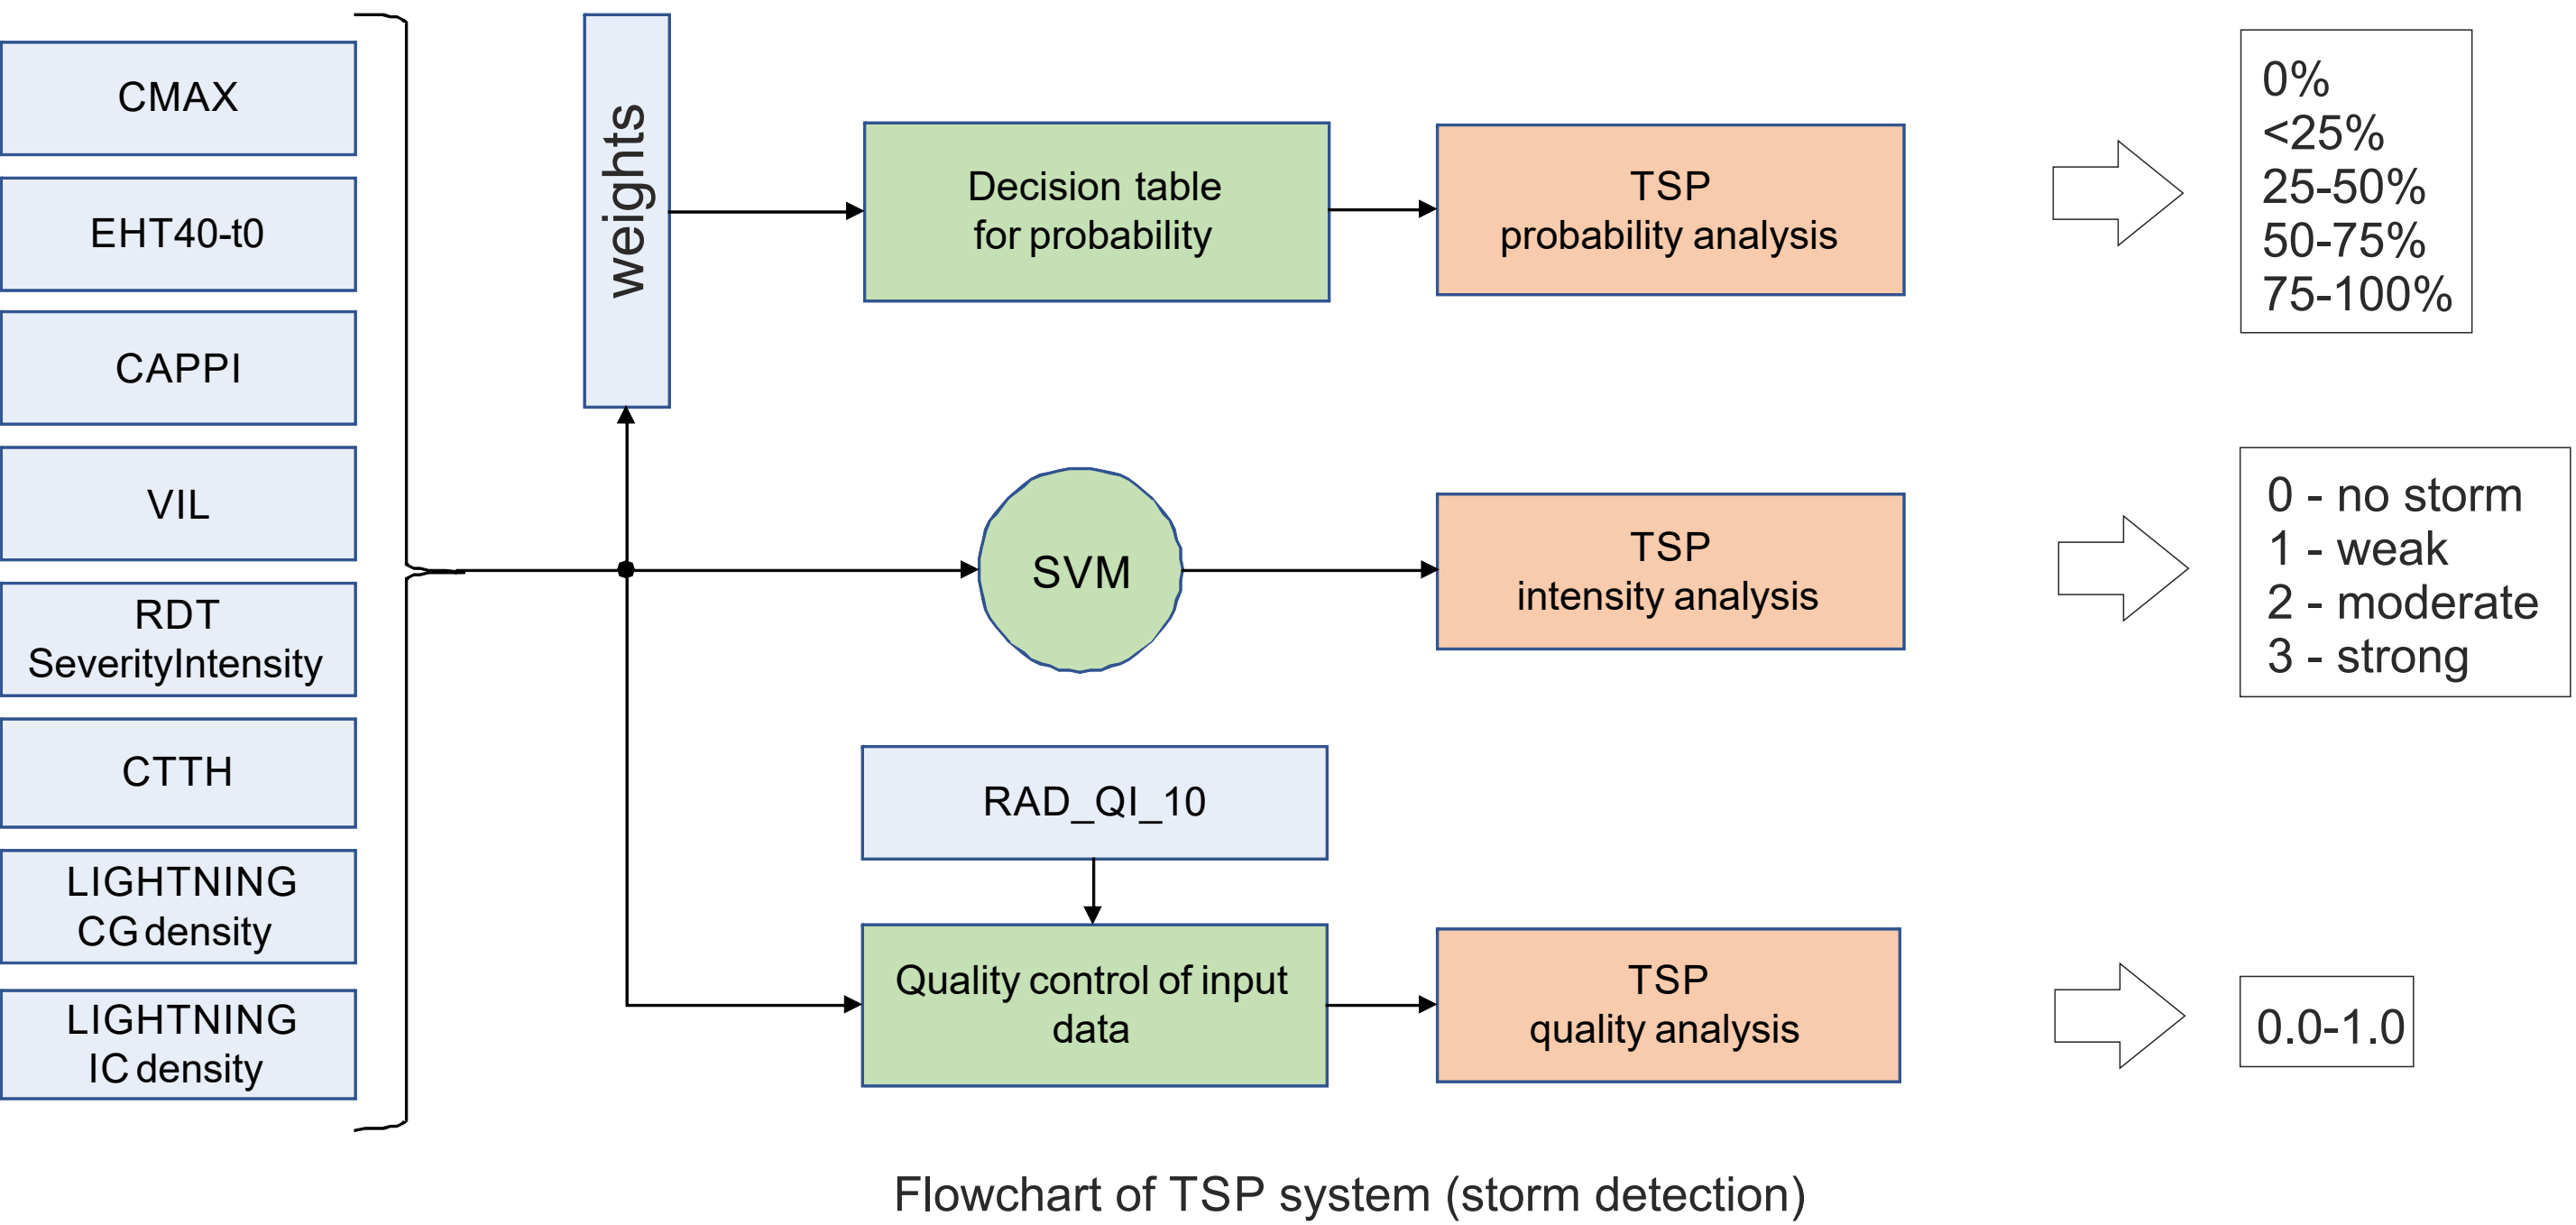 CMAX
EHT40-t0
CAPPI
VIL
RDT
SeverityIntensity
CTTH
LIGHTNING
CG density
LIGHTNING
IC density
weights
Decision table
for probability
TSP
probability analysis
0%
<25%
25-50%
50-75%
75-100%
SVM
TSP
intensity analysis
0 - no storm
1 - weak
2 - moderate
3 - strong
RAD_QI_10
Quality control of input
data
TSP
quality analysis
0.0-1.0
Flowchart of TSP system (storm detection)